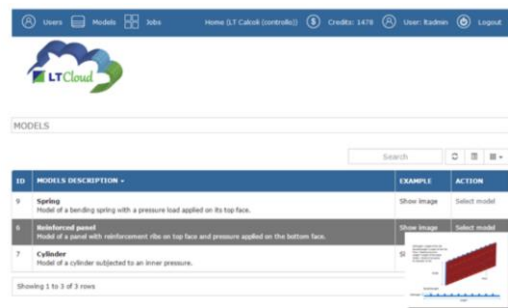 Users Models Jobs Home (LT Calcoli (controllo)) Credits: 1478 User: ltadmin Logout
LTCloud
MODELS
Search
ID MODELS DESCRIPTION EXAMPLE ACTION
9 Spring Show image Select model
Model of a bending spring with a pressure load applied on its top face.
6 Reinforced panel Show image Select model
Model of a panel with reinforcement ribs on top face and pressure applied on the bottom face.
7 Cylinder
Model of a cylinder subjected to an inner pressure.
Showing 1 to 3 of 3 rows